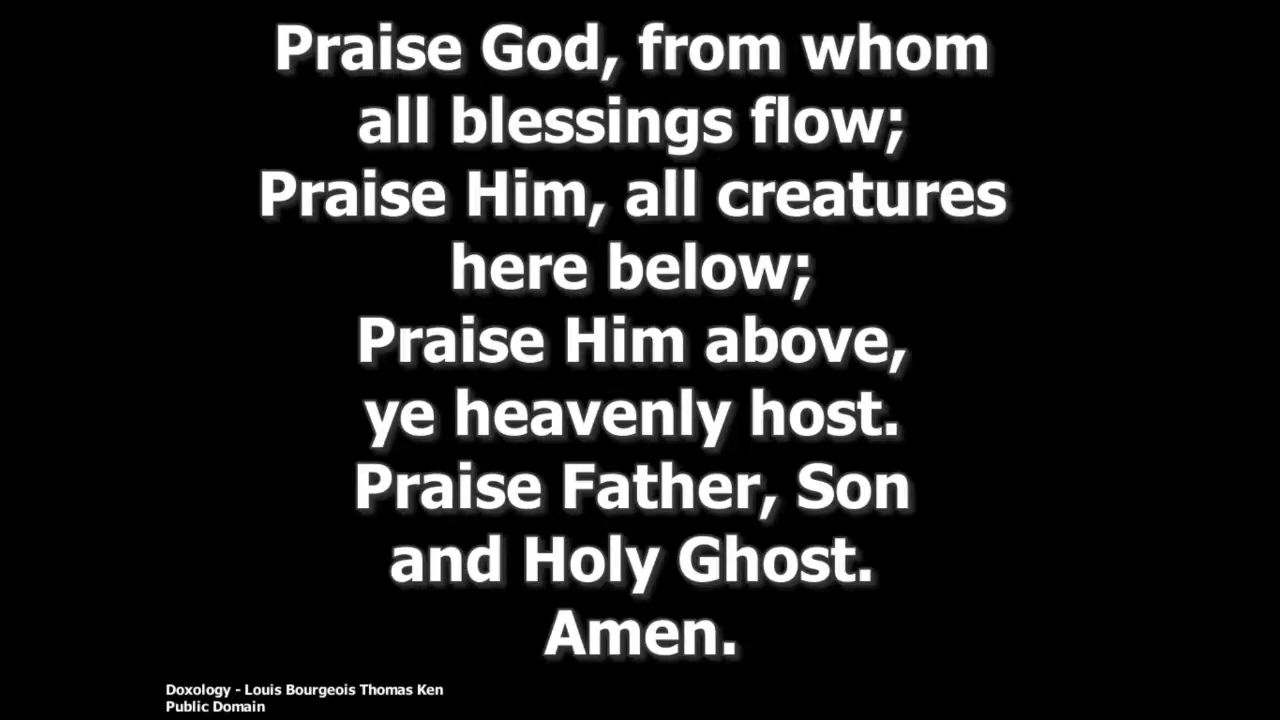 Praise God, from whom
all blessings flow;
Praise Him, all creatures
here below;
Praise Him above,
ye heavenly host.
Praise Father, Son
and Holy Ghost.
Amen.
Doxology - Louis Bourgeois Thomas Ken
Public Domain